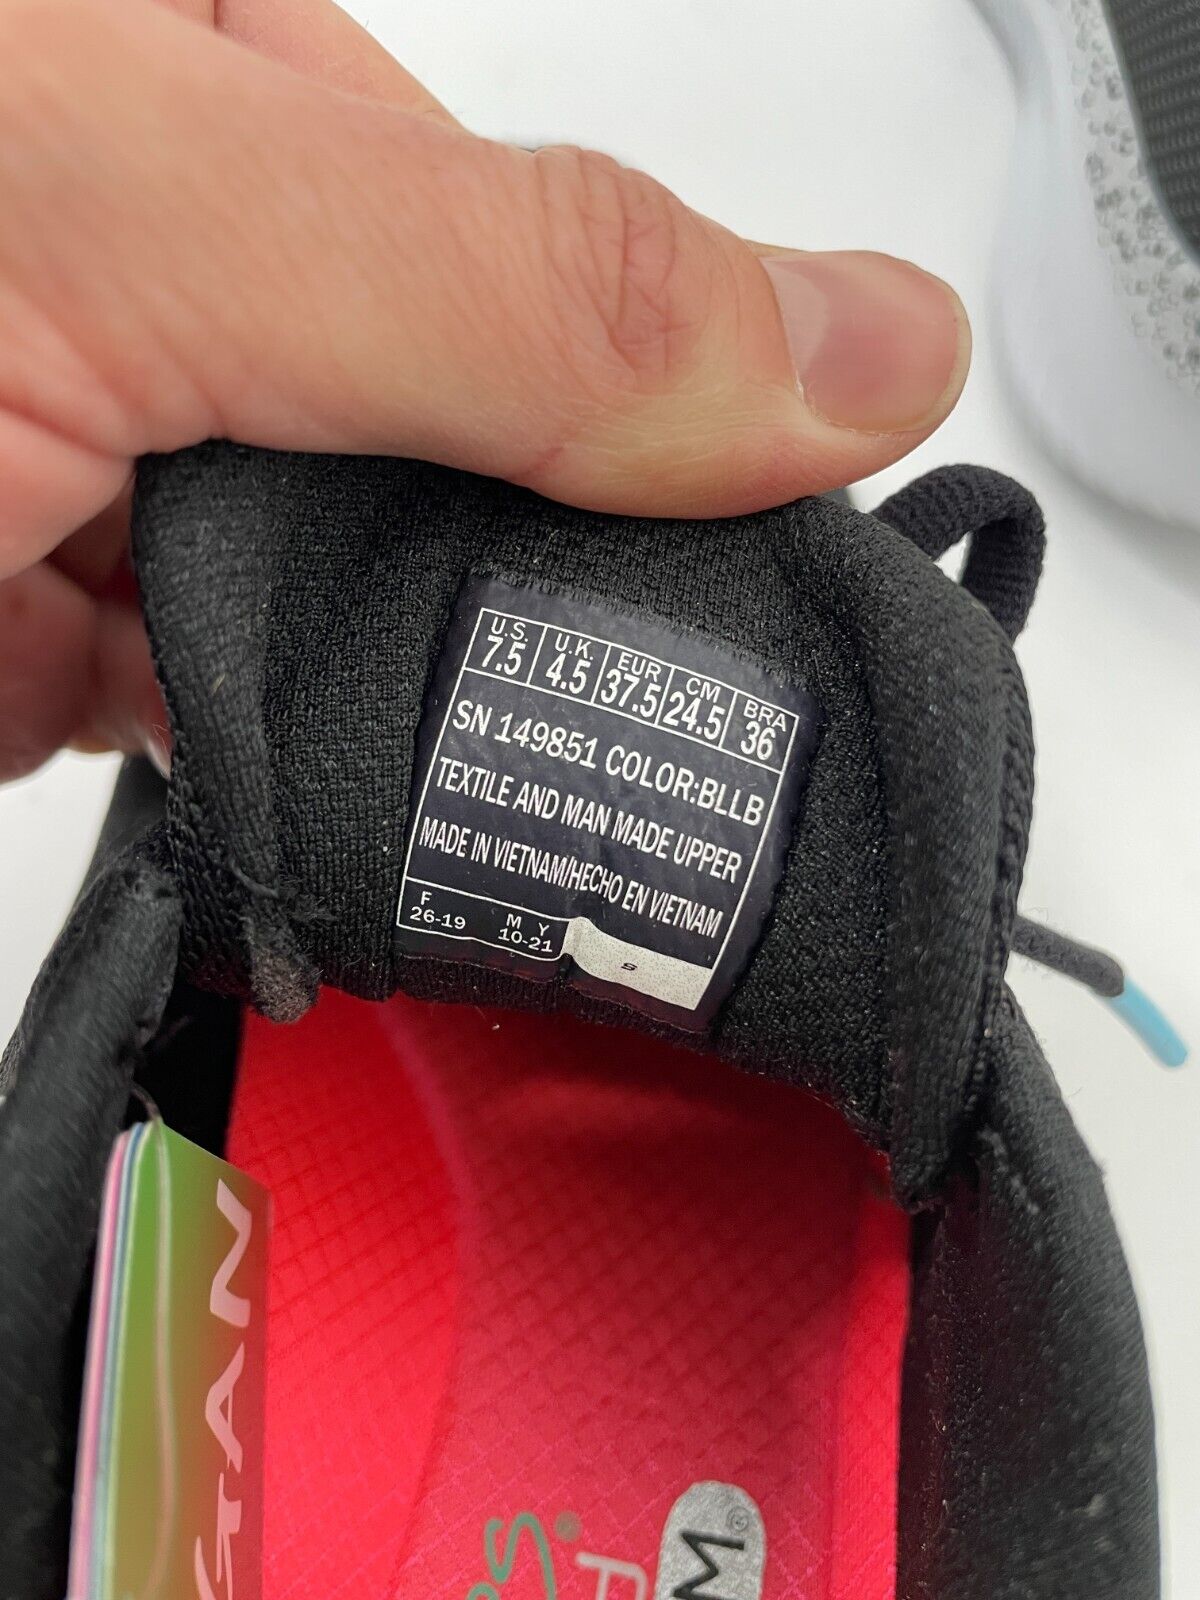 U.S. U.K. EUR CM BRA
7.5 4.5 37.5 24.5 36
SN 149851 COLOR:BLLB
TEXTILE AND MAN MADE UPPER
MADE IN VIETNAM/HECHO EN VIETNAM
F M Y
26-19 10-21
S
GAN